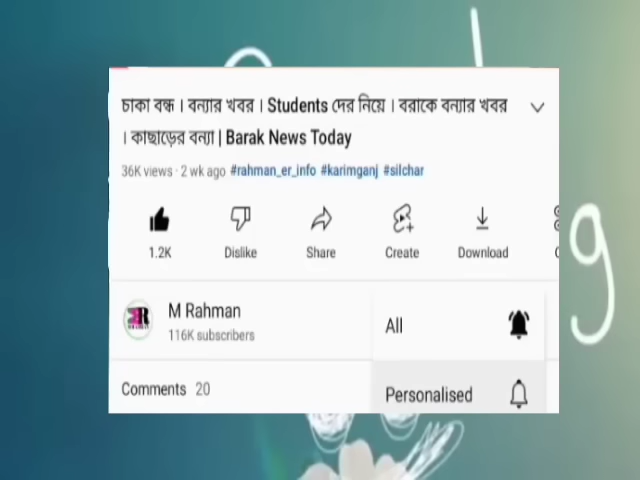 চাকা বন্ধ । বন্যার খবর । Students দের নিয়ে । বরাকে বন্যার খবর
। কাছাড়ের বন্যা | Barak News Today
36K views · 2 wk ago #rahman_er_info #karimganj #silchar
1.2K Dislike Share Create Download
M Rahman
116K subscribers
All
Comments 20
Personalised